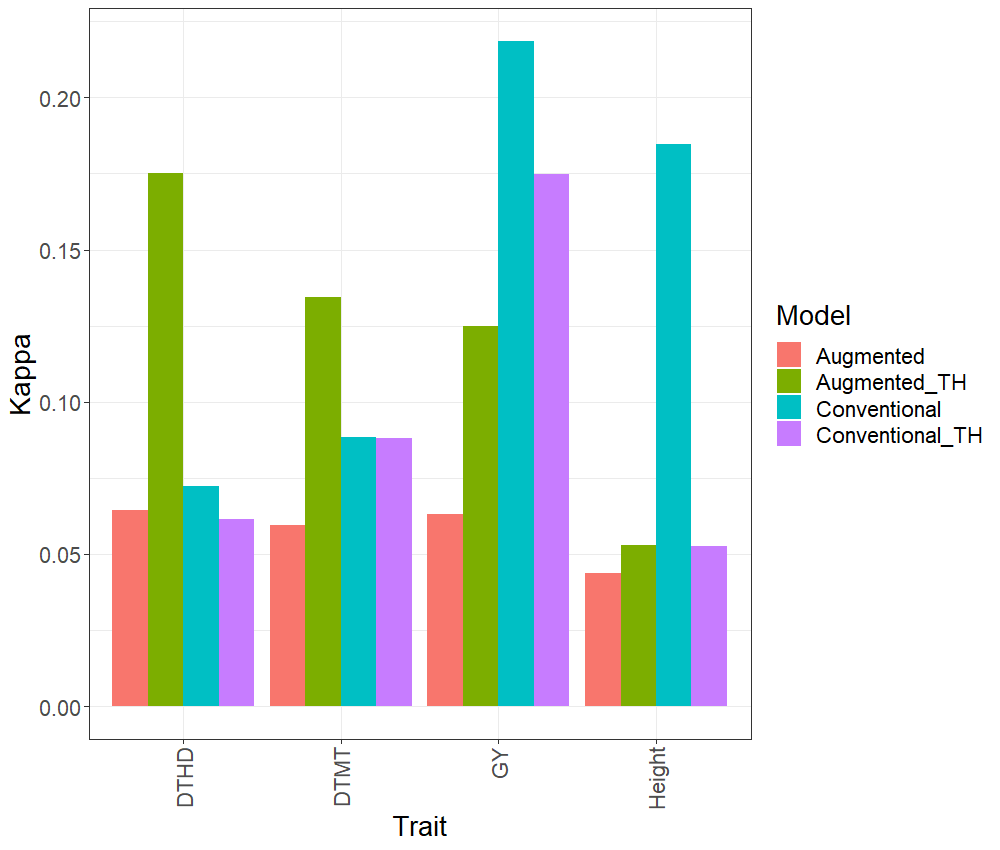 Kappa
0.20
0.15
0.10
0.05
0.00
DTHD
DTMT
GY
Height
Trait
Model
Augmented
Augmented_TH
Conventional
Conventional_TH